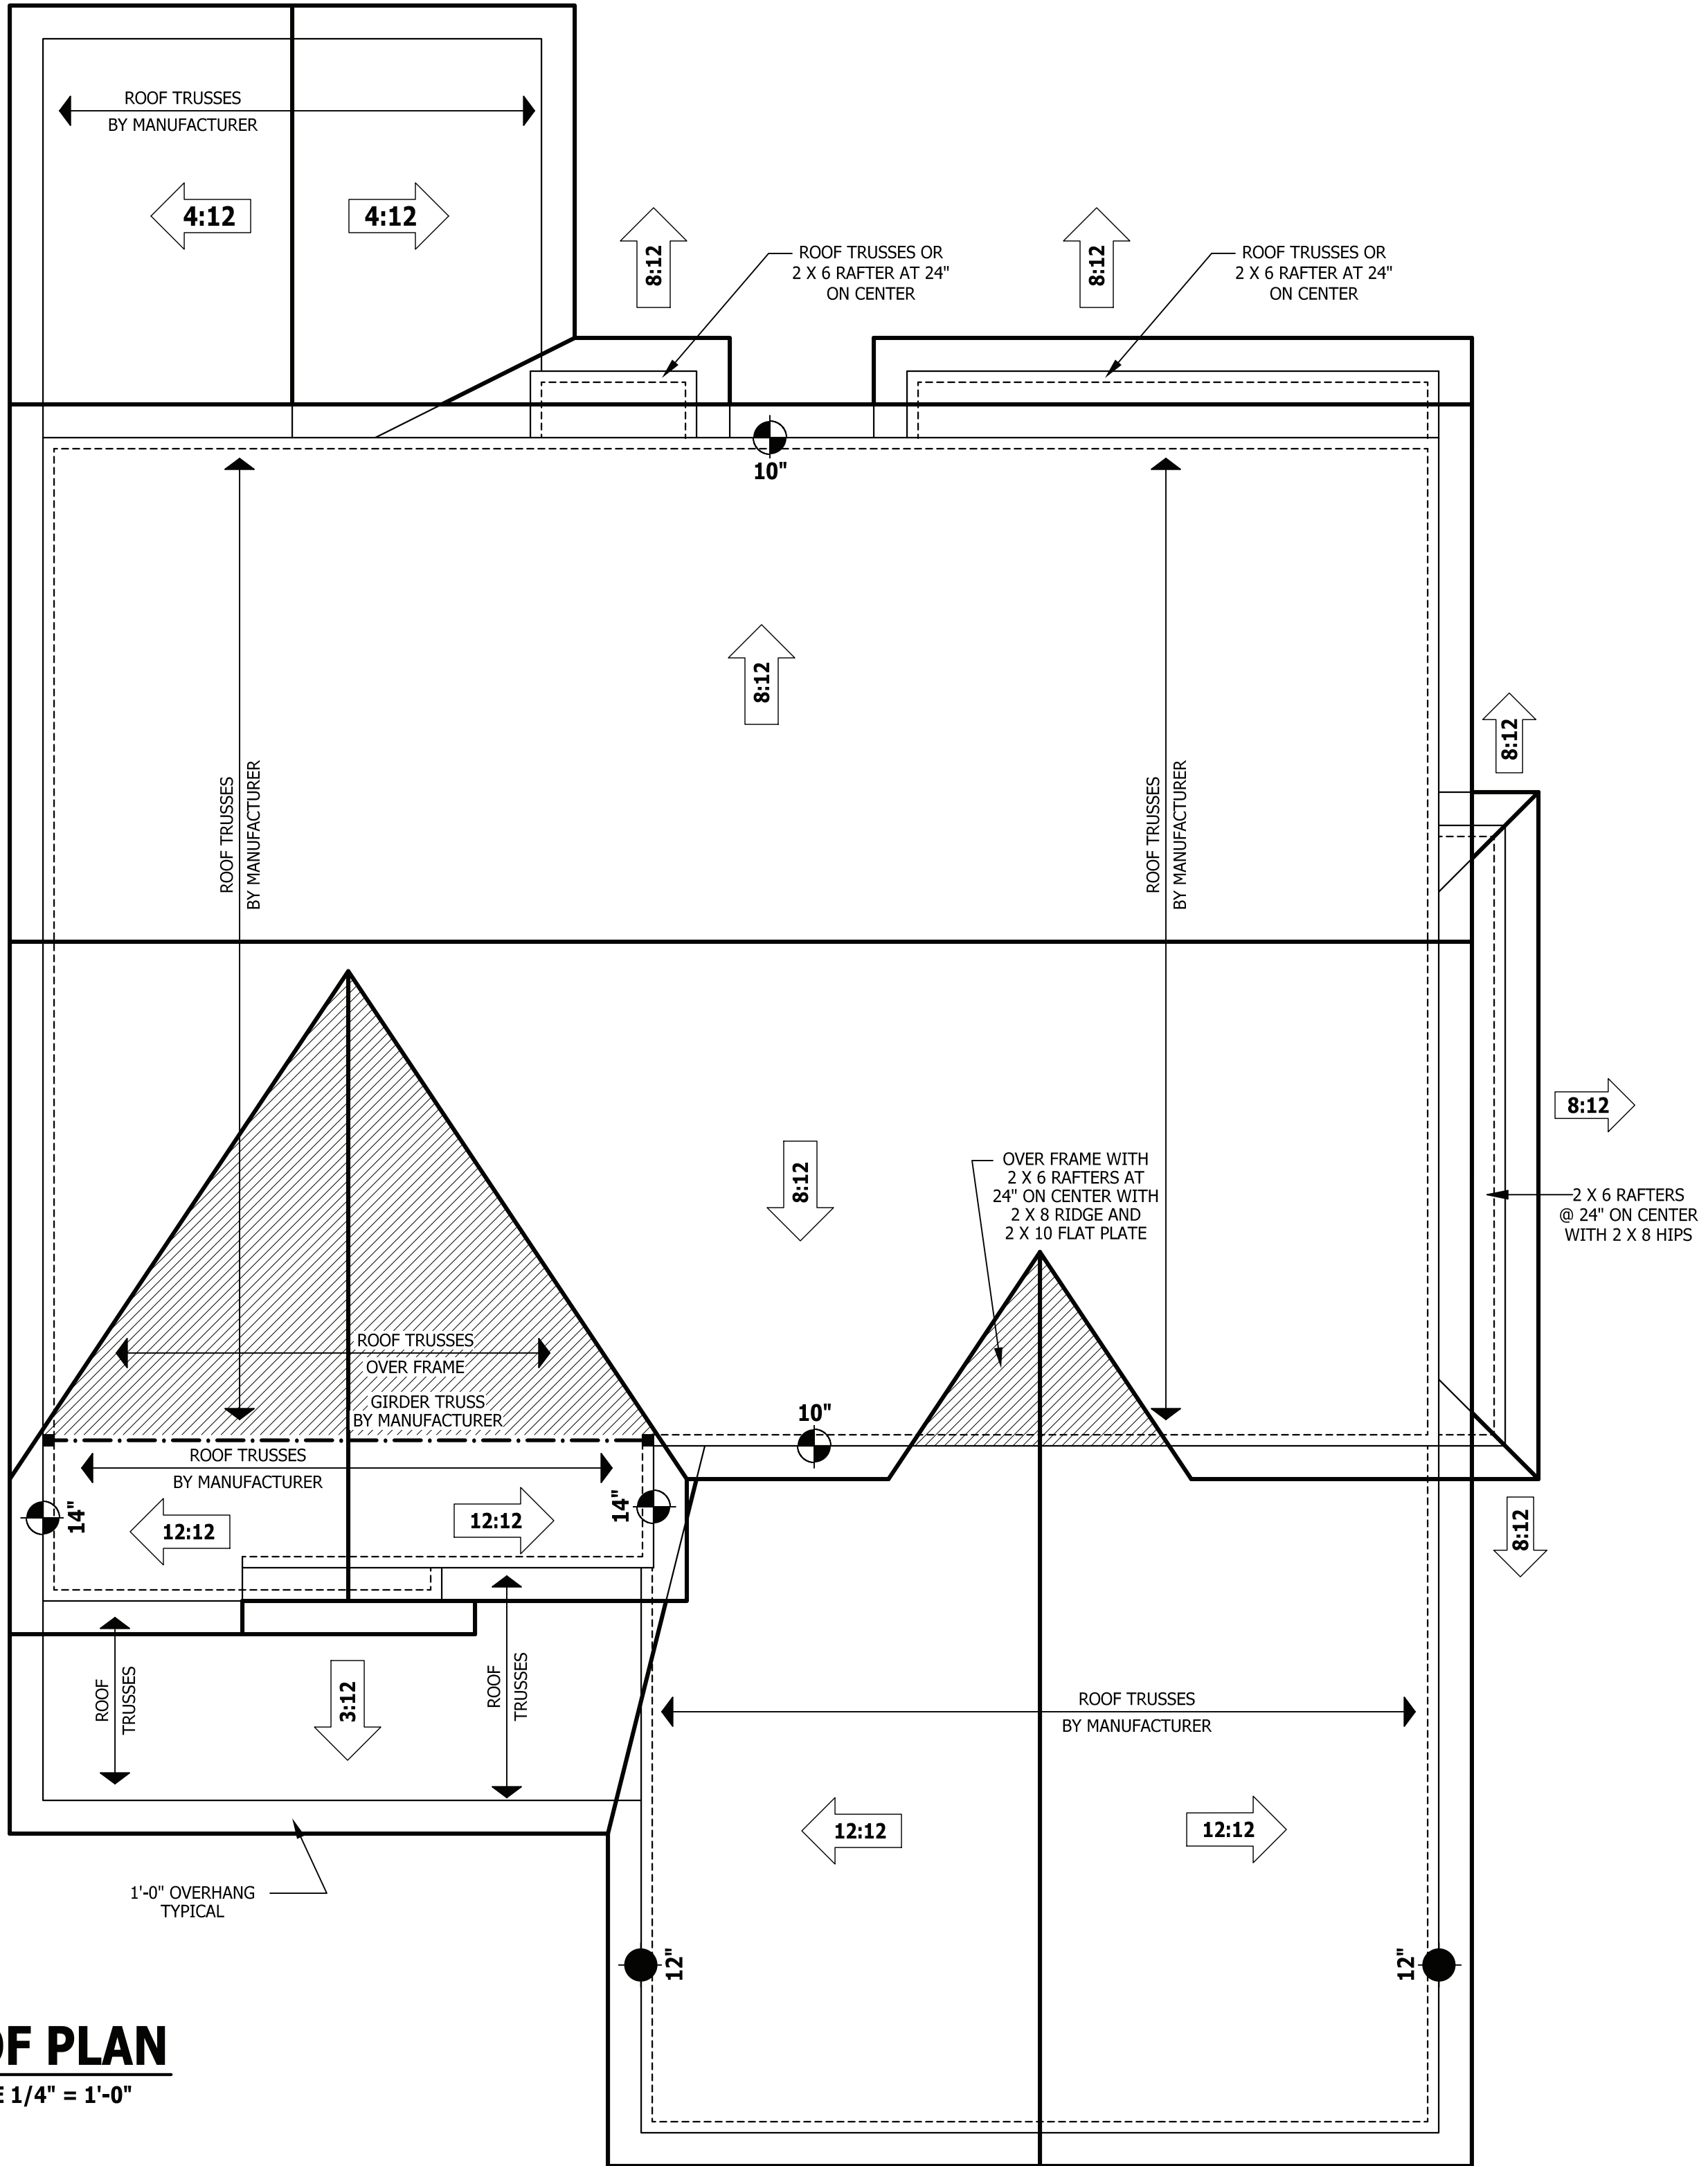 ROOF TRUSSES
BY MANUFACTURER
4:12
4:12
8:12
ROOF TRUSSES OR
2 X 6 RAFTER AT 24"
ON CENTER
8:12
ROOF TRUSSES OR
2 X 6 RAFTER AT 24"
ON CENTER
10"
8:12
8:12
ROOF TRUSSES
BY MANUFACTURER
ROOF TRUSSES
BY MANUFACTURER
8:12
8:12
OVER FRAME WITH
2 X 6 RAFTERS AT
24" ON CENTER WITH
2 X 8 RIDGE AND
2 X 10 FLAT PLATE
2 X 6 RAFTERS
@ 24" ON CENTER
WITH 2 X 8 HIPS
ROOF TRUSSES
OVER FRAME
GIRDER TRUSS
BY MANUFACTURER
10"
ROOF TRUSSES
BY MANUFACTURER
14"
14"
12:12
12:12
8:12
ROOF
TRUSSES
3:12
ROOF
TRUSSES
ROOF TRUSSES
BY MANUFACTURER
12:12
12:12
1'-0" OVERHANG
TYPICAL
12"
12"
OF PLAN
E 1/4" = 1'-0"